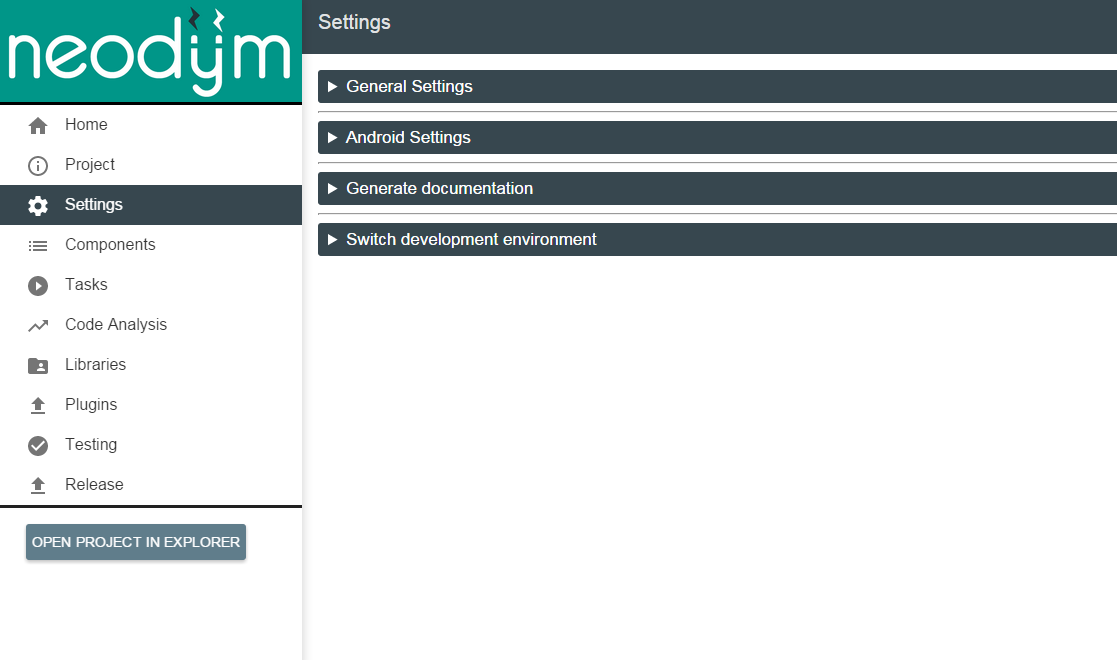 neodým
Settings
General Settings
Android Settings
Generate documentation
Switch development environment
Home
Project
Settings
Components
Tasks
Code Analysis
Libraries
Plugins
Testing
Release
OPEN PROJECT IN EXPLORER